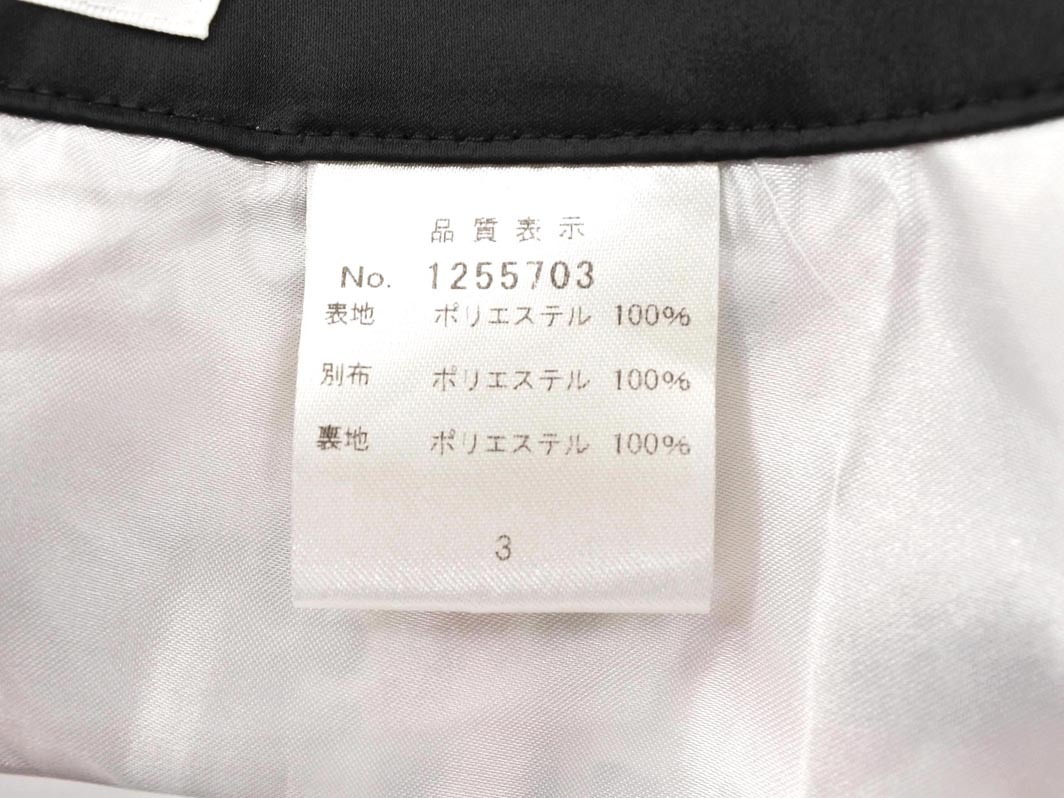 品質表示
No. 1255703
表地 ポリエステル 100%
別布 ポリエステル 100%
裏地 ポリエステル 100%
3